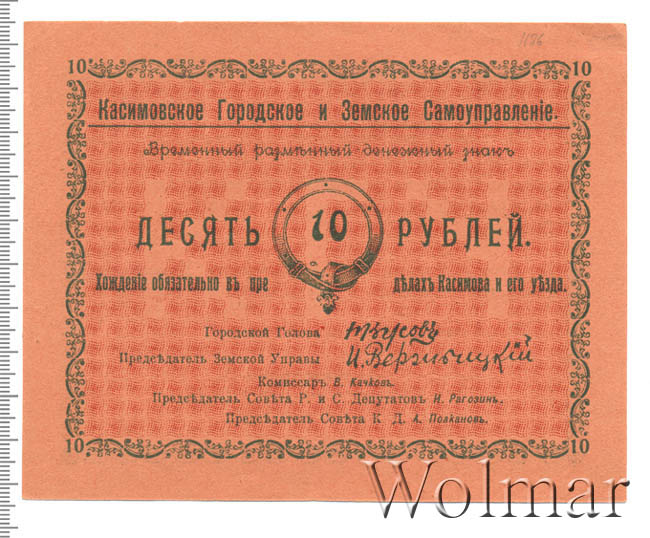 10 10
Касимовское Городское и Земское Самоуправленіе.
Временный размѣнный денежный знакъ
ДЕСЯТЬ 10 РУБЛЕЙ.
Хожденіе обязательно въ предѣлахъ Касимова и его уѣзда.
Городской Голова
Предсѣдатель Земской Управы
Комиссаръ В. Качковъ.
Предсѣдатель Совѣта Р. и С. Депутатовъ И. Рагозинъ.
Предсѣдатель Совѣта К Д. А. Полкановъ.
10 10
Wolmar